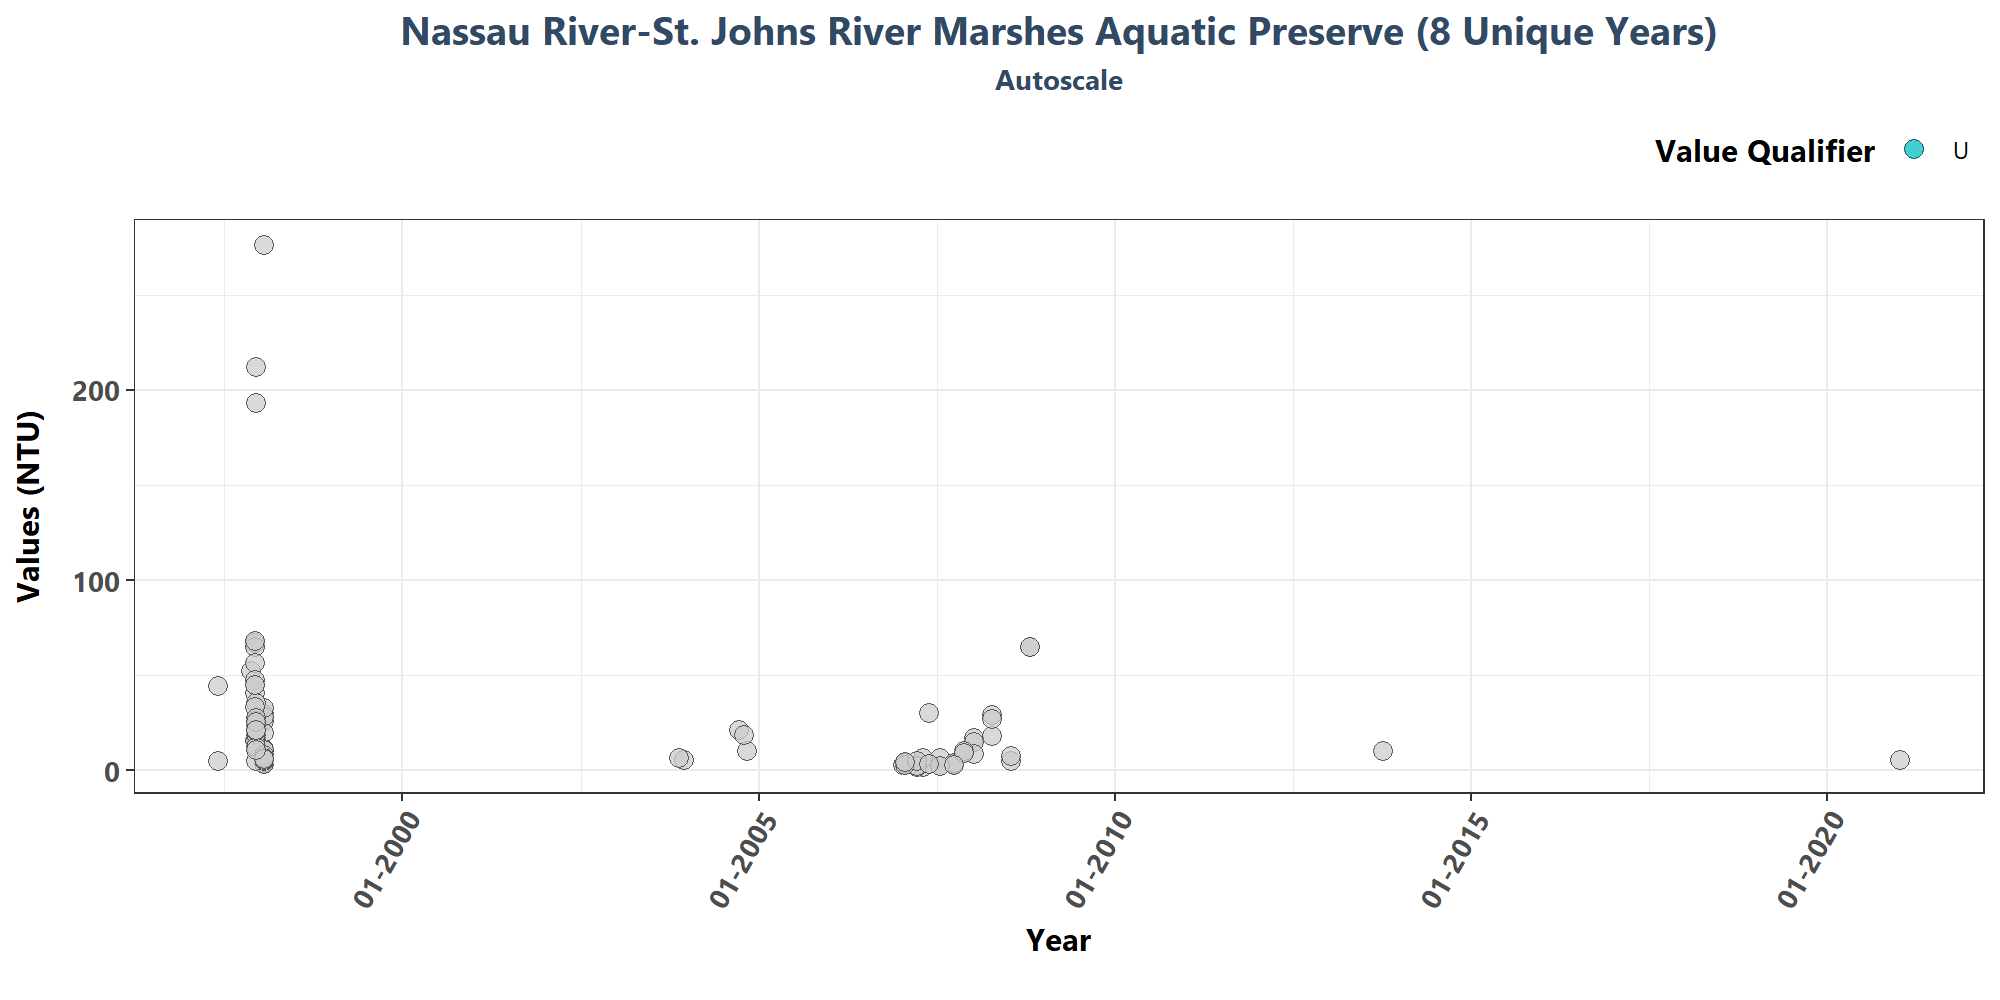 Nassau River-St. Johns River Marshes Aquatic Preserve (8 Unique Years)
Autoscale
Value Qualifier U
Values (NTU)
200
100
0
01-2000 01-2005 01-2010 01-2015 01-2020
Year